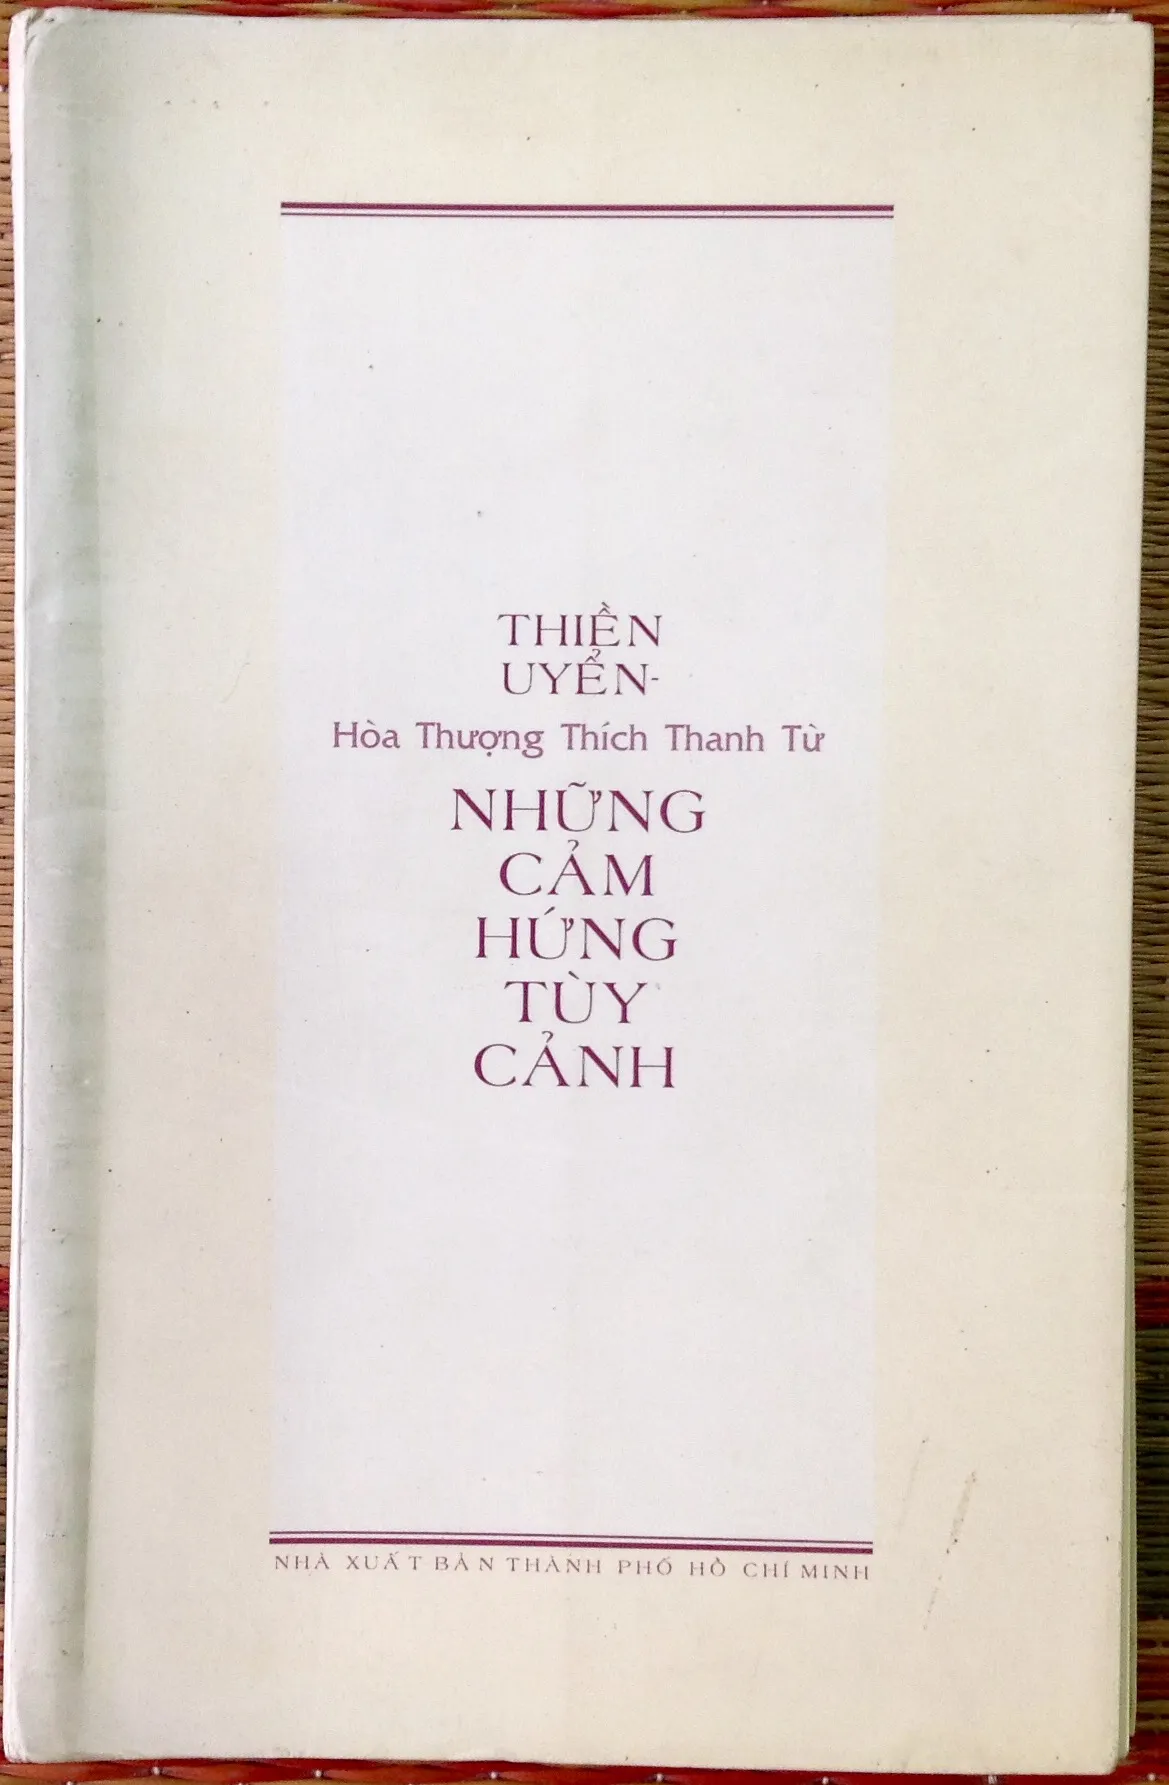 THIỀN
UYỂN-
Hòa Thượng Thích Thanh Từ
NHỮNG
CẢM
HỨNG
TÙY
CẢNH
NHÀ XUẤT BẢN THÀNH PHỐ HỒ CHÍ MINH